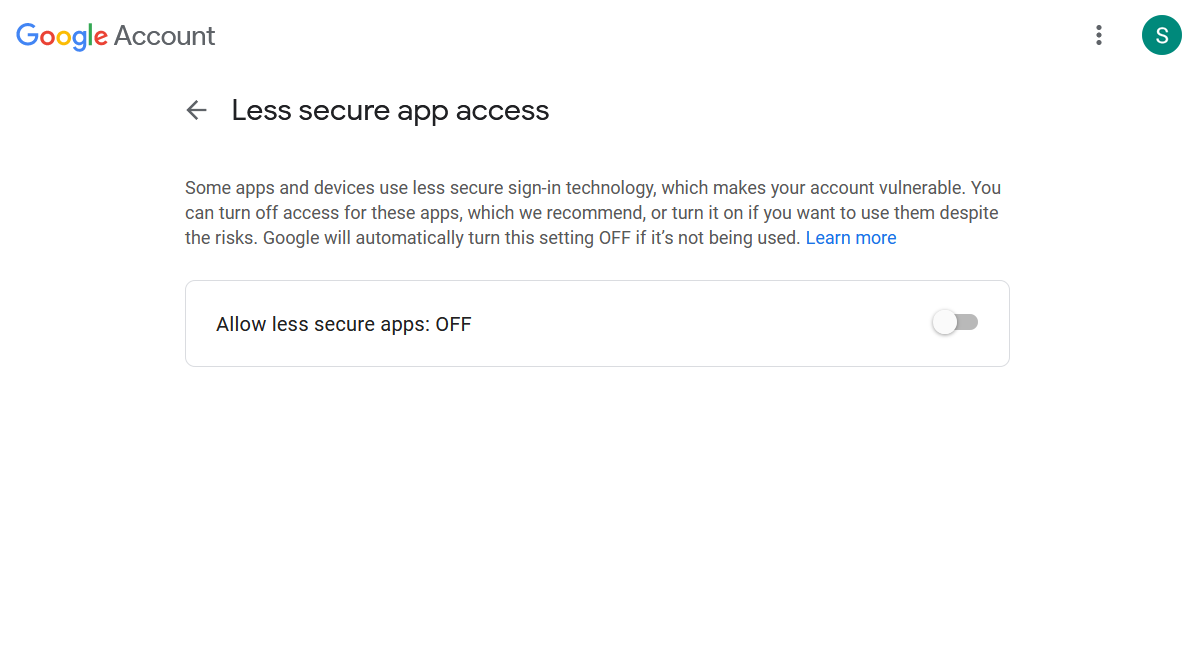 Google Account
S
Less secure app access
Some apps and devices use less secure sign-in technology, which makes your account vulnerable. You
can turn off access for these apps, which we recommend, or turn it on if you want to use them despite
the risks. Google will automatically turn this setting OFF if it’s not being used. Learn more
Allow less secure apps: OFF